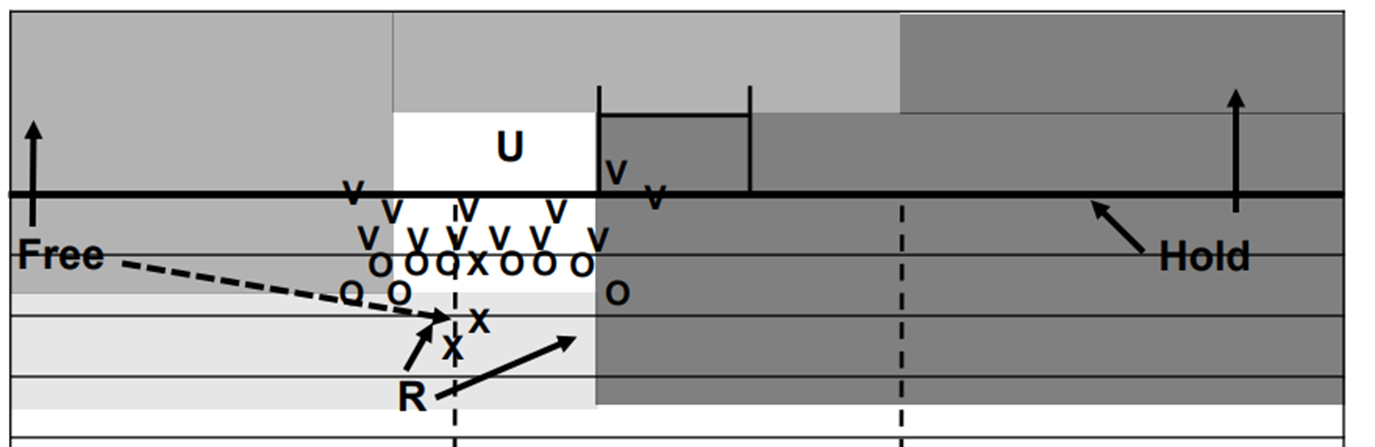 U
V
V V
V V V
V V V V V V
Free O O O X O O O Hold
O O O
X
X
R